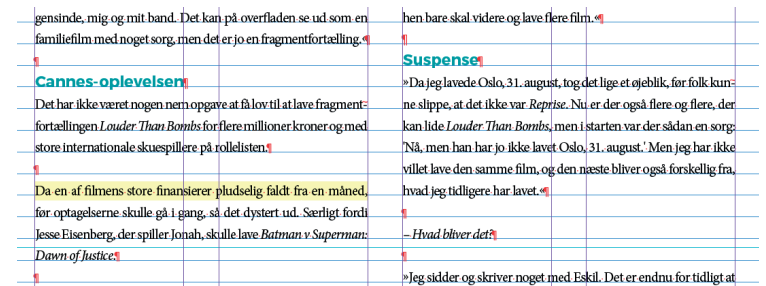 gensinde, mig og mit band. Det kan på overfladen se ud som en
familiefilm med noget sorg, men det er jo en fragmentfortælling.«¶
¶
Cannes-oplevelsen¶
Det har ikke været nogen nem opgave at få lov til at lave fragment-
fortællingen Louder Than Bombs for flere millioner kroner og med
store internationale skuespillere på rollelisten.¶
¶
Da en af filmens store finansierer pludselig faldt fra en måned,
før optagelserne skulle gå i gang, så det dystert ud. Særligt fordi
Jesse Eisenberg, der spiller Jonah, skulle lave Batman v Superman:
Dawn of Justice.¶
¶
hen bare skal videre og lave flere film.«¶
¶
Suspense¶
»Da jeg lavede Oslo, 31. august, tog det lige et øjeblik, før folk kun-
ne slippe, at det ikke var Reprise. Nu er der også flere og flere, der
kan lide Louder Than Bombs, men i starten var der sådan en sorg:
'Nå, men han har jo ikke lavet Oslo, 31. august.' Men jeg har ikke
villet lave den samme film, og den næste bliver også forskellig fra,
hvad jeg tidligere har lavet.«¶
¶
– Hvad bliver det?¶
¶
»Jeg sidder og skriver noget med Eskil. Det er endnu for tidligt at